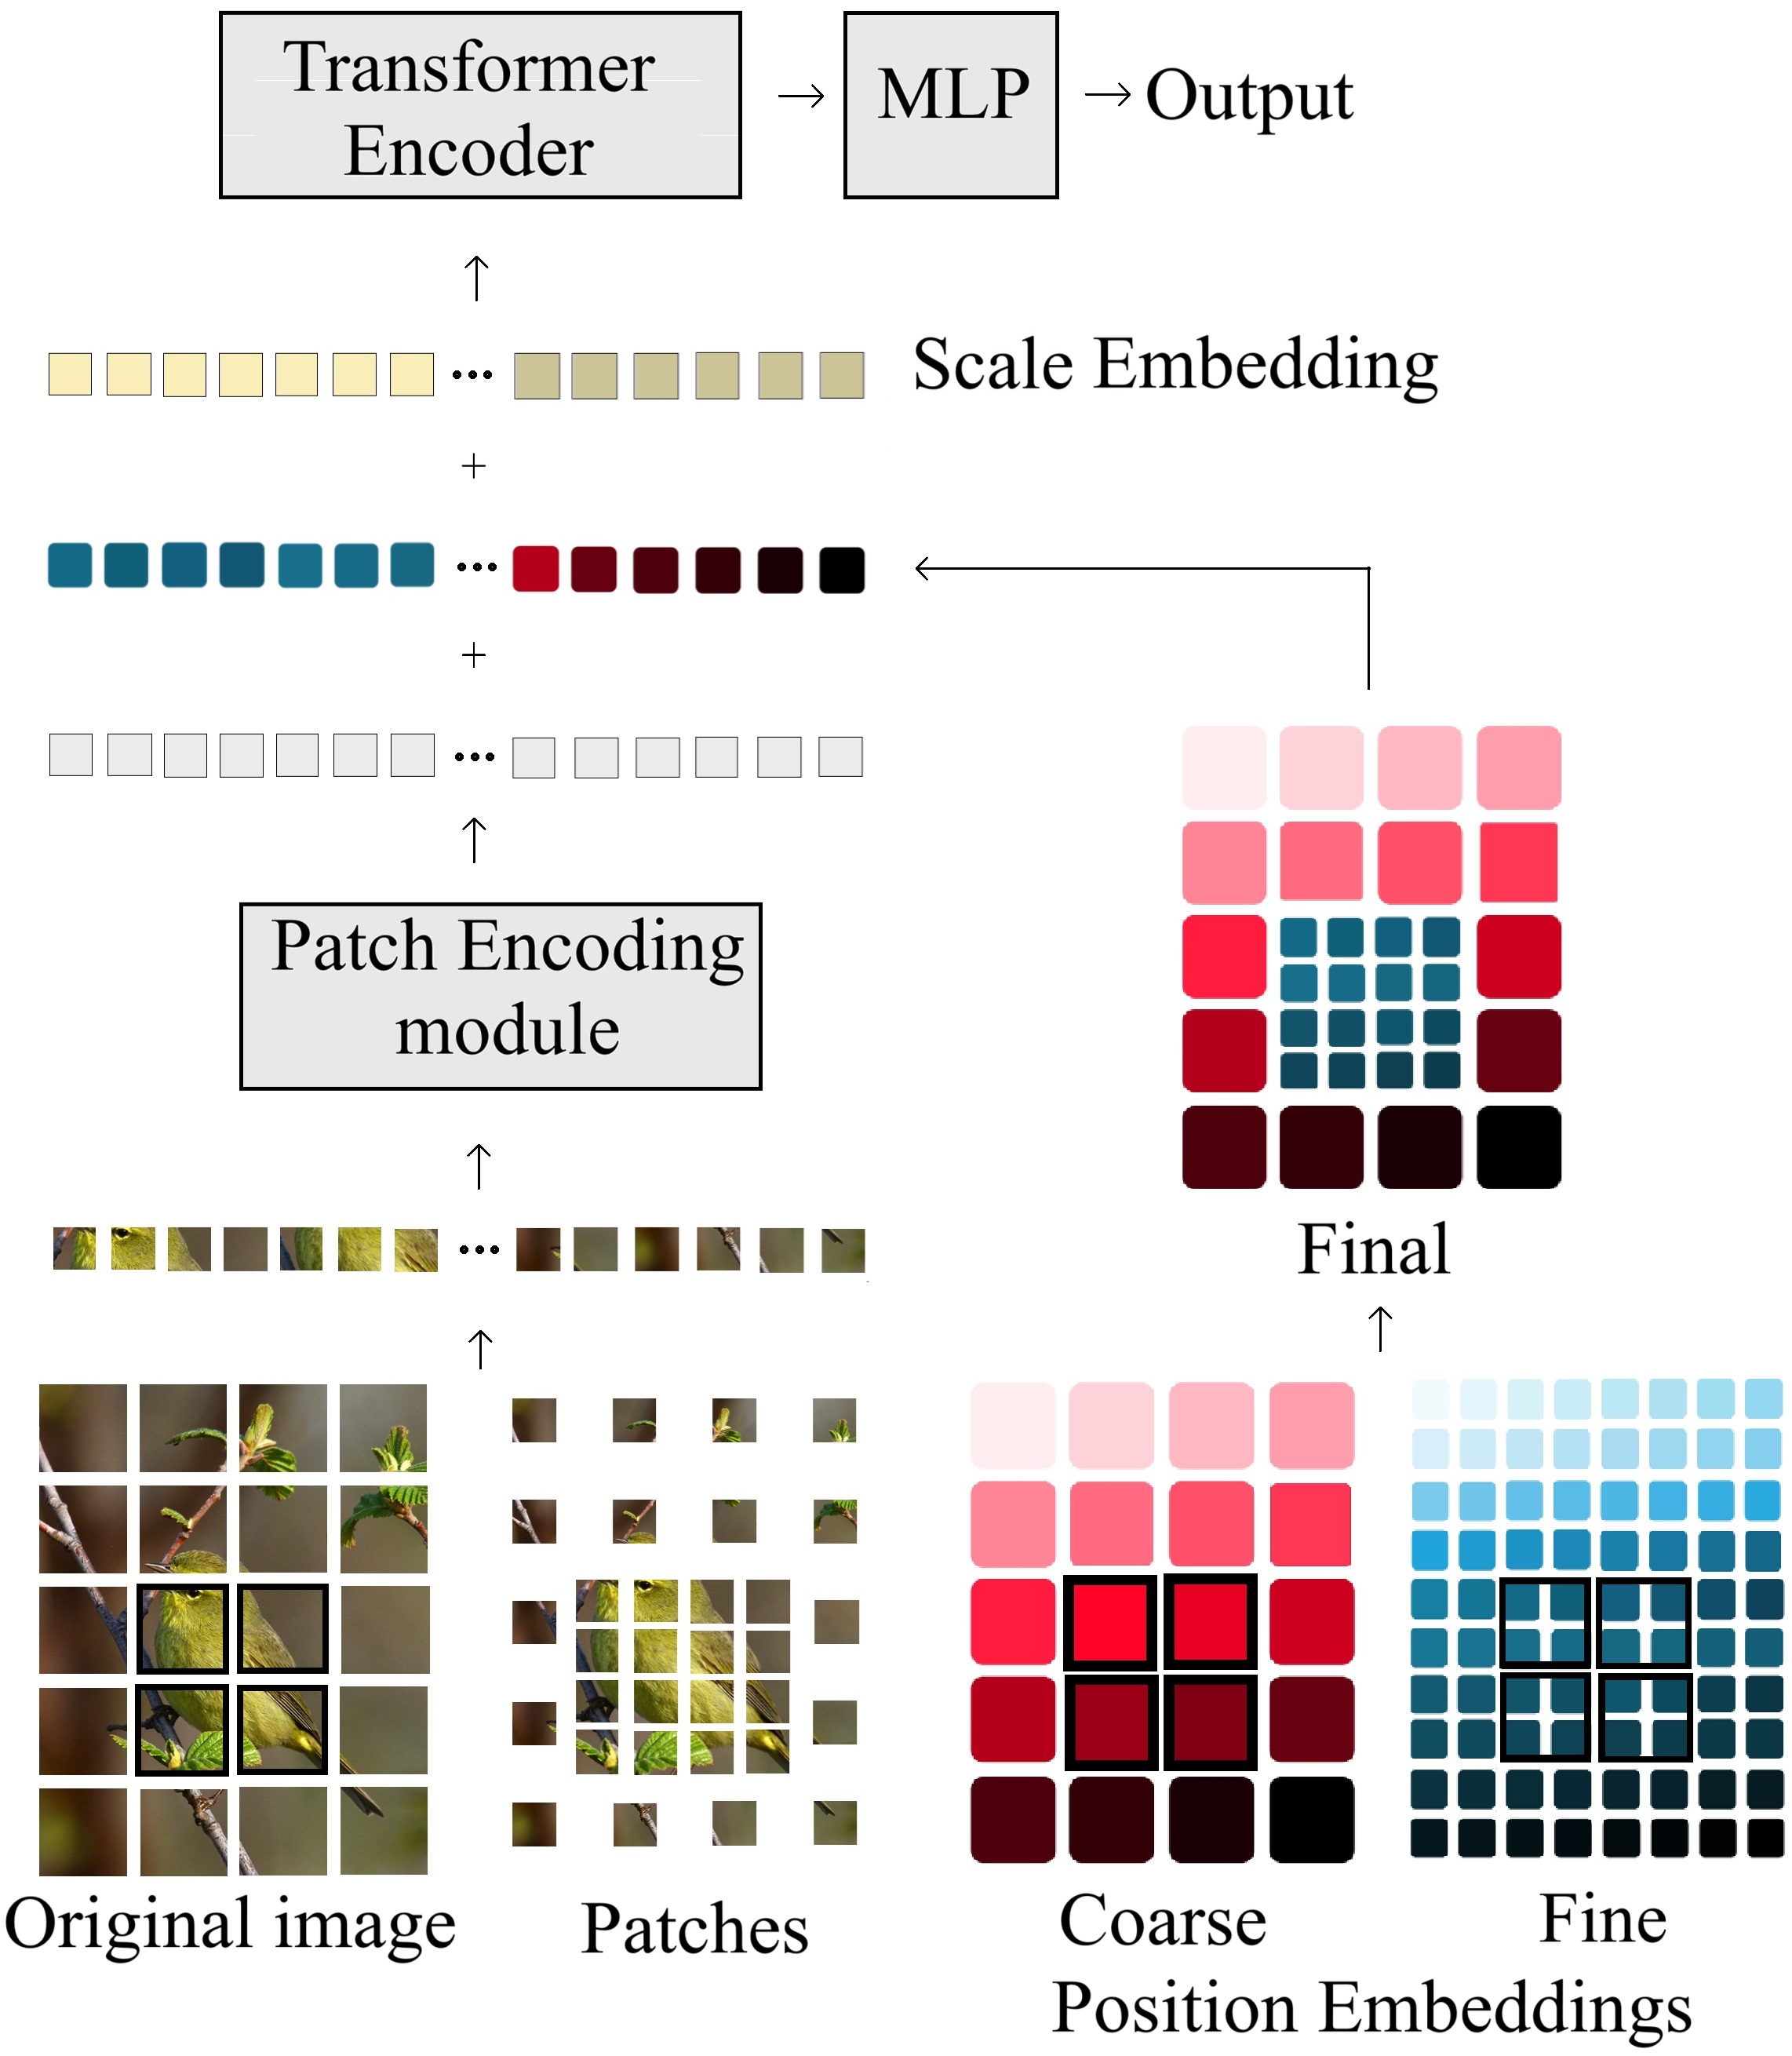 Transformer
Encoder
MLP
Output
Scale Embedding
Patch Encoding
module
Final
Original image
Patches
Coarse
Fine
Position Embeddings